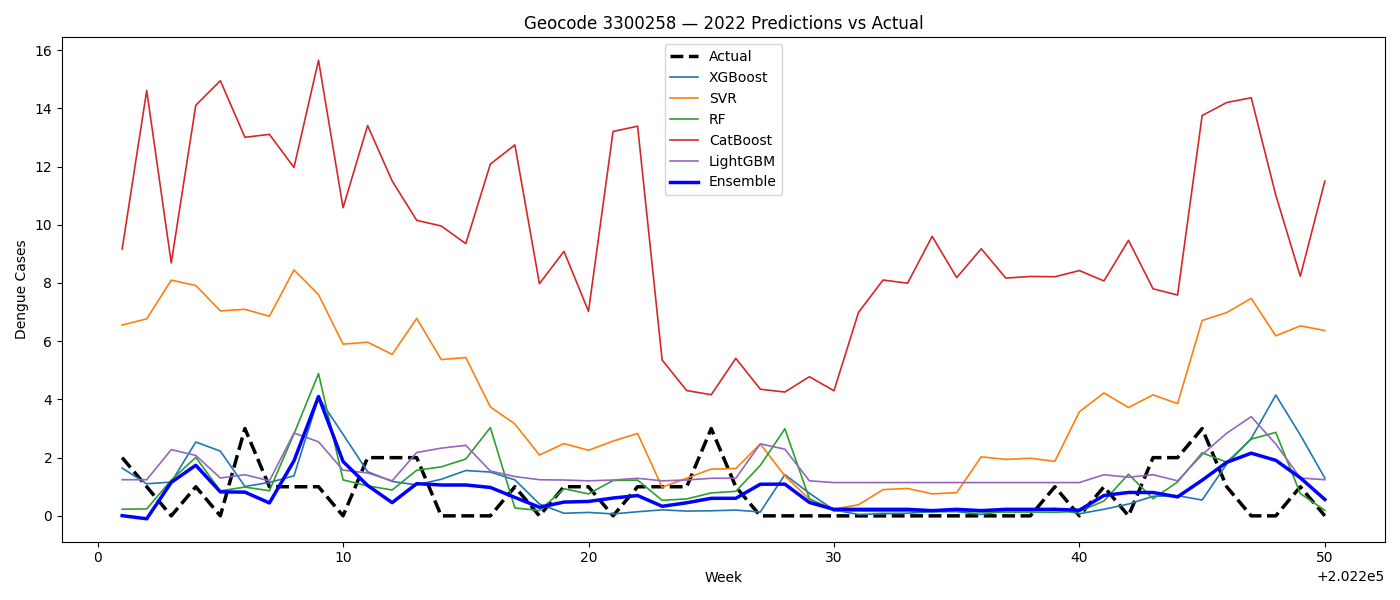 Geocode 3300258 — 2022 Predictions vs Actual
Dengue Cases
16
14
12
10
8
6
4
2
0
Actual
XGBoost
SVR
RF
CatBoost
LightGBM
Ensemble
0 10 20 30 40 50
Week
+2.022e5